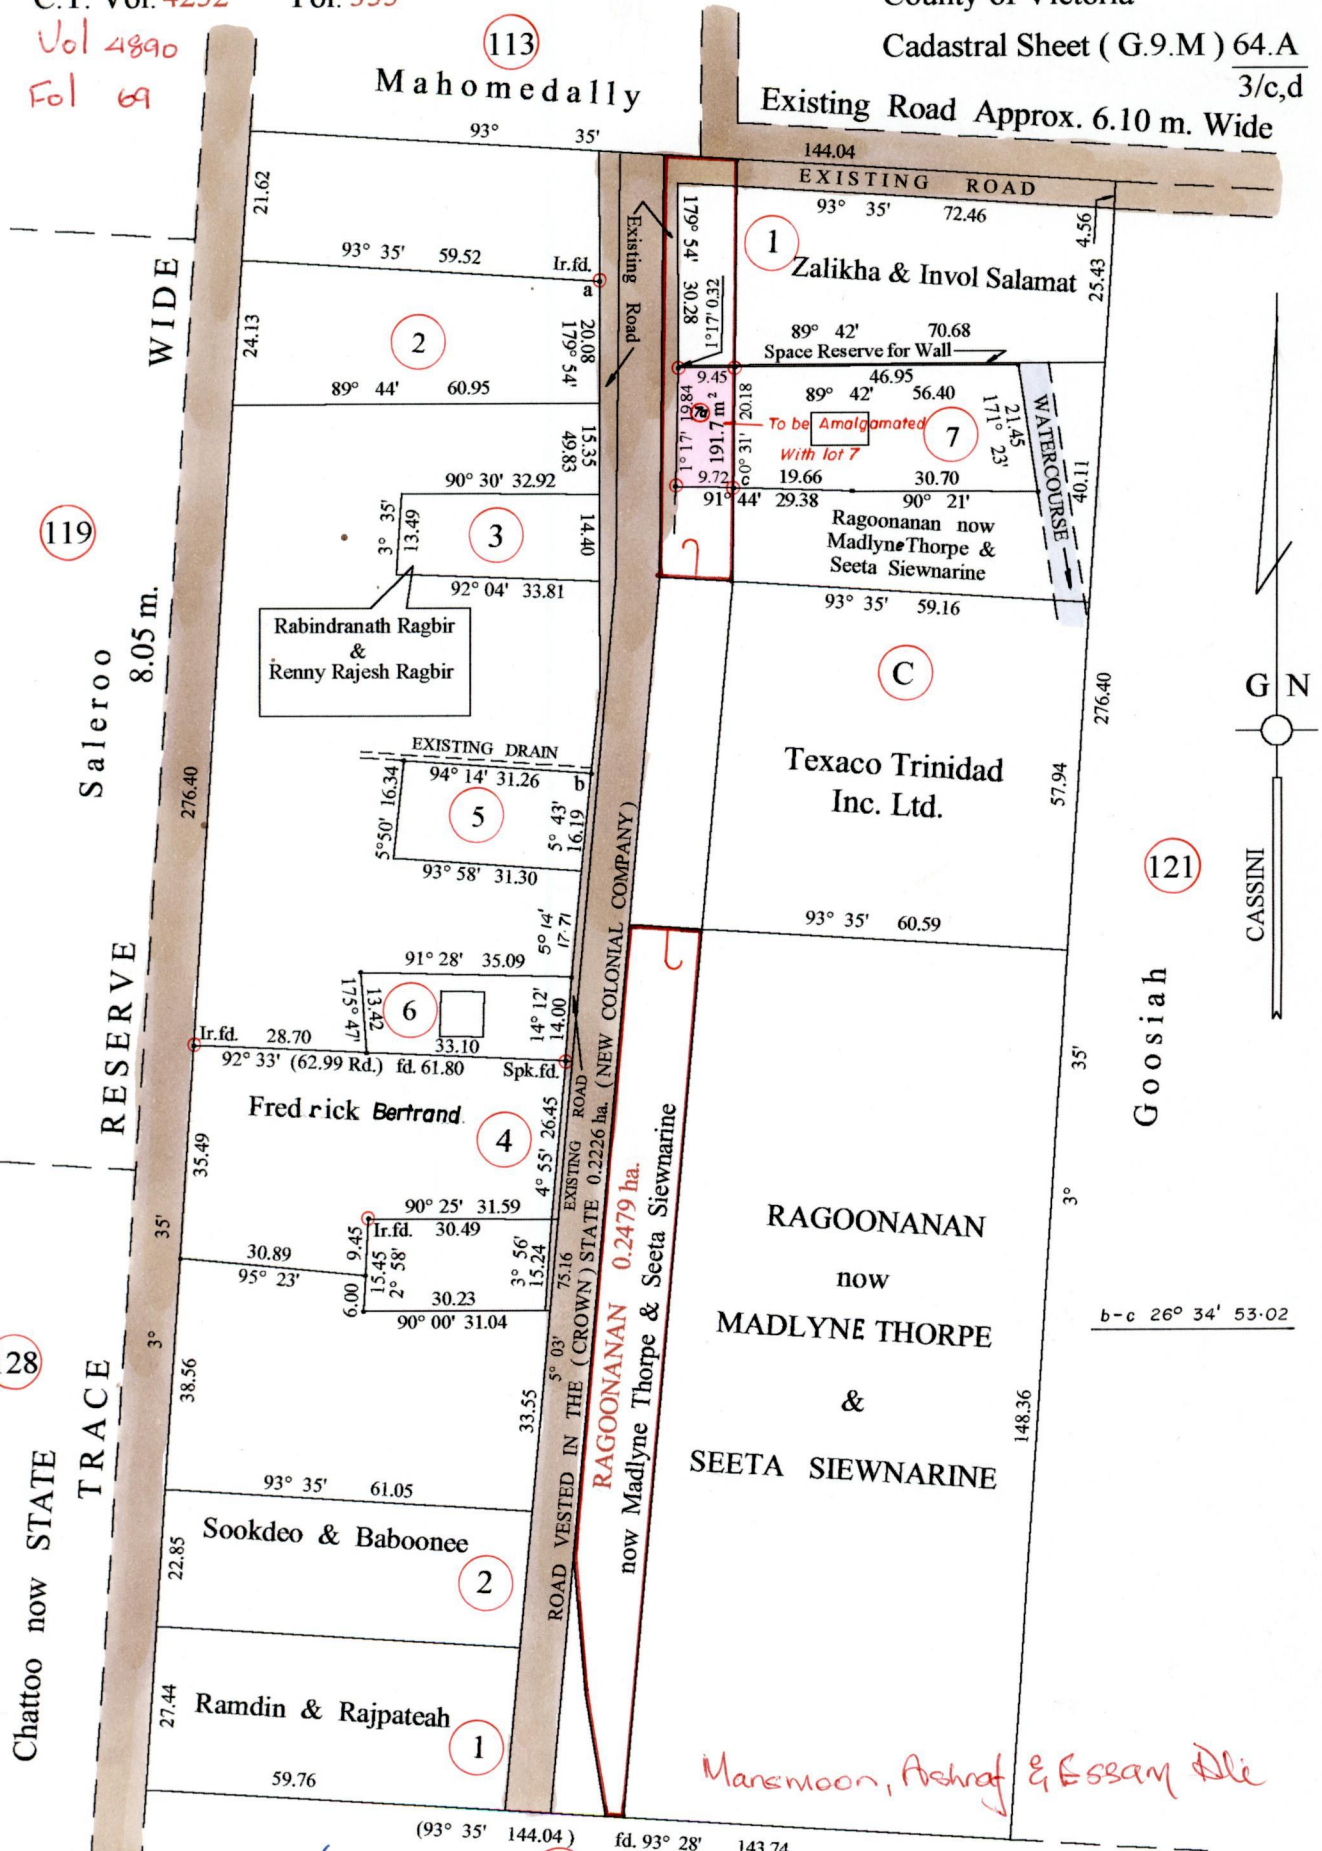 Vol 4890
Fol 69
County of Victoria
Cadastral Sheet ( G.9.M ) 64.A
3/c,d
113
Mahomedally
Existing Road Approx. 6.10 m. Wide
93° 35'
144.04
EXISTING ROAD
93° 35' 72.46
4.56
21.62
179° 54' 30.28
1
Zalikha & Invol Salamat
25.43
Existing Road
1°17' 0.32
WIDE
93° 35' 59.52
Ir.fd.
a
24.13
2
20.08
179° 54'
89° 44' 60.95
89° 42' 70.68
Space Reserve for Wall
9.45
46.95
89° 42' 56.40
1° 17' 19.84
7a
191.7 m²
0° 31' 20.18
To be Amalgamated
With lot 7
7
21.45
171° 23'
WATERCOURSE
40.11
9.72
c
19.66
30.70
91° 44' 29.38
90° 21'
Ragoonanan now
Madlyne Thorpe &
Seeta Siewnarine
93° 35' 59.16
15.35
49.83
90° 30' 32.92
119
3° 35'
13.49
3
14.40
92° 04' 33.81
Rabindranath Ragbir
&
Renny Rajesh Ragbir
Saleroo
8.05 m.
276.40
C
Texaco Trinidad
Inc. Ltd.
276.40
57.94
G N
CASSINI
121
Goosiah
EXISTING DRAIN
94° 14' 31.26
b
5°50' 16.34
5
5° 43'
16.19
93° 58' 31.30
93° 35' 60.59
5° 14'
17.71
RESERVE
91° 28' 35.09
175° 47'
13.42
6
14° 12'
14.00
Ir.fd.
28.70
33.10
92° 33' (62.99 Rd.) fd. 61.80
Spk.fd.
Fredrick Bertrand.
4
4° 55' 26.45
EXISTING ROAD
35.49
35'
3°
35'
3°
90° 25' 31.59
Ir.fd. 30.49
9.45
15.45
2° 58'
6.00
3° 56'
15.24
75.16
5° 03'
30.89
95° 23'
30.23
90° 00' 31.04
ROAD VESTED IN THE ( CROWN ) STATE 0.2226 ha. ( NEW COLONIAL COMPANY )
RAGOONANAN 0.2479 ha.
now Madlyne Thorpe & Seeta Siewnarine
RAGOONANAN
now
MADLYNE THORPE
&
SEETA SIEWNARINE
b-c 26° 34' 53.02
148.36
28
38.56
33.55
TRACE
Chattoo now STATE
93° 35' 61.05
Sookdeo & Baboonee
2
22.85
Ramdin & Rajpateah
1
27.44
59.76
Mansmoon, Ashraf & Essam Ali
(93° 35' 144.04 ) fd. 93° 28' 143.74